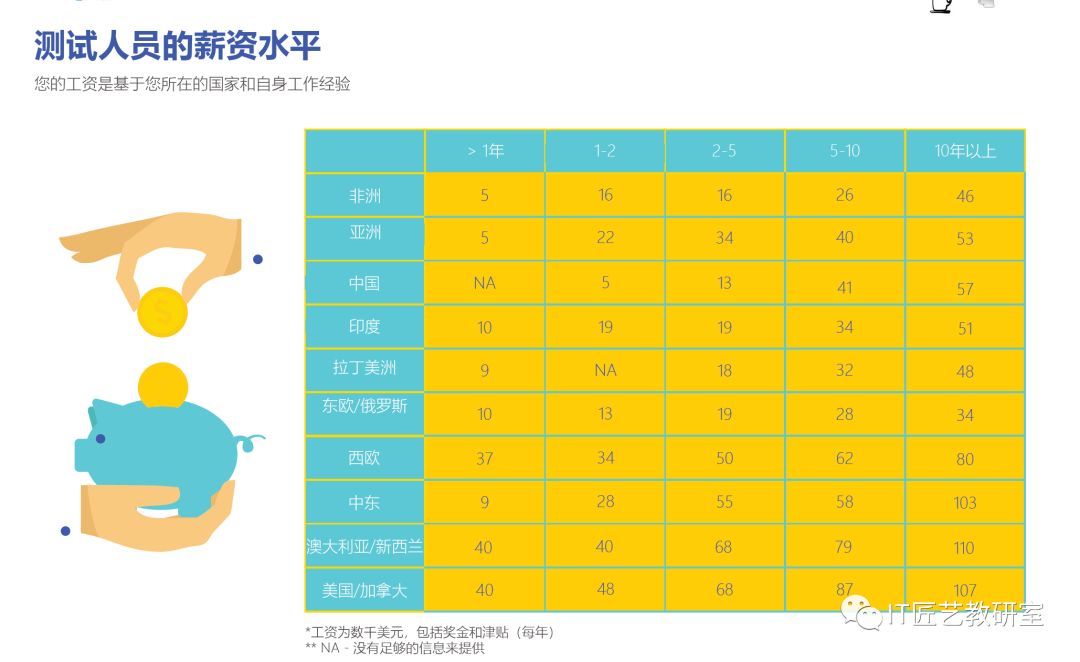 测试人员的薪资水平
您的工资是基于您所在的国家和自身工作经验
> 1年 1-2 2-5 5-10 10年以上
非洲 5 16 16 26 46
亚洲 5 22 34 40 53
中国 NA 5 13 41 57
印度 10 19 19 34 51
拉丁美洲 9 NA 18 32 48
东欧/俄罗斯 10 13 19 28 34
西欧 37 34 50 62 80
中东 9 28 55 58 103
澳大利亚/新西兰 40 40 68 79 110
美国/加拿大 40 48 68 87 107
IT匠艺教研室
*工资为数千美元，包括奖金和津贴（每年）
** NA - 没有足够的信息来提供
$